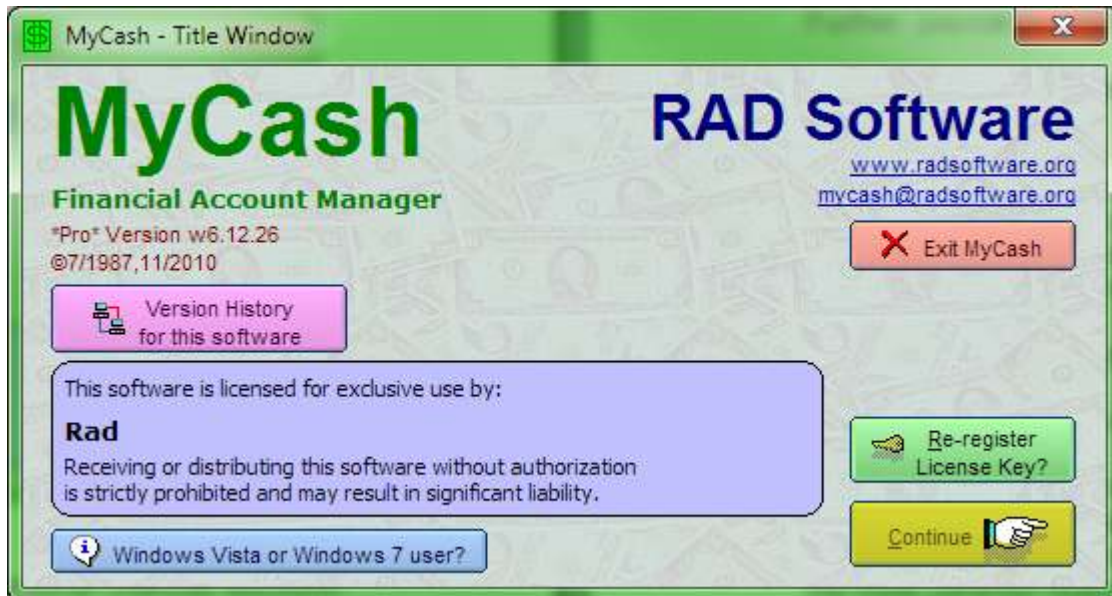 MyCash - Title Window
MyCash
RAD Software
www.radsoftware.org
Financial Account Manager
mycash@radsoftware.org
*Pro* Version w6.12.26
©7/1987,11/2010
Exit MyCash
Version History
for this software
This software is licensed for exclusive use by:
Rad
Receiving or distributing this software without authorization
is strictly prohibited and may result in significant liability.
Re-register
License Key?
Continue
Windows Vista or Windows 7 user?